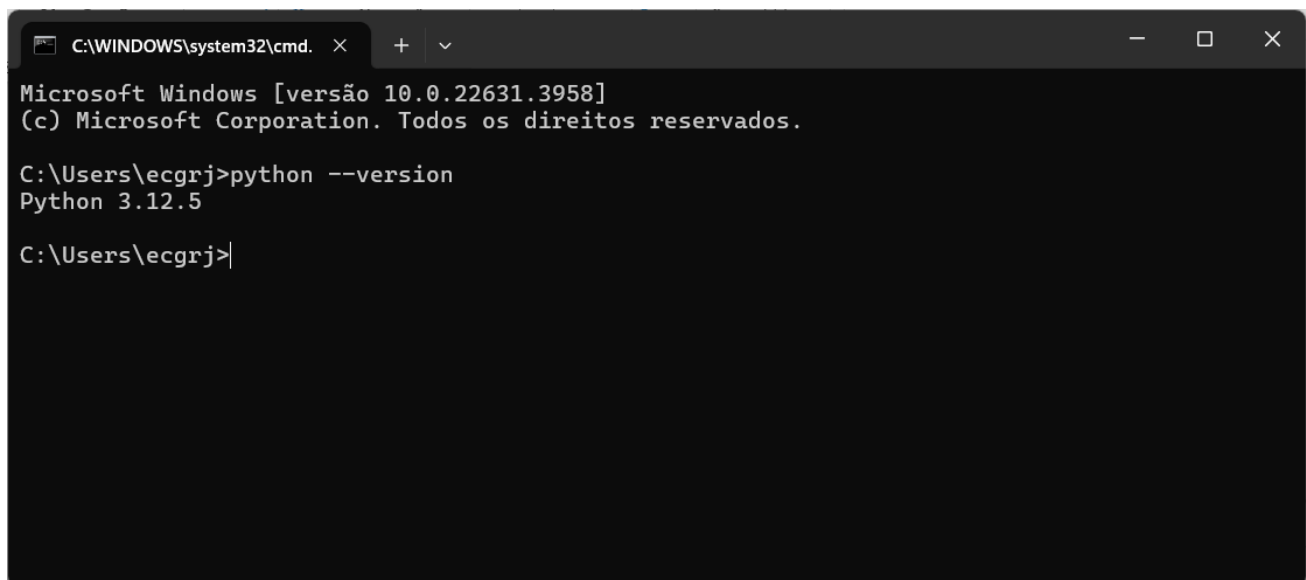 C:\WINDOWS\system32\cmd.
Microsoft Windows [versão 10.0.22631.3958]
(c) Microsoft Corporation. Todos os direitos reservados.
C:\Users\ecgrj>python --version
Python 3.12.5
C:\Users\ecgrj>